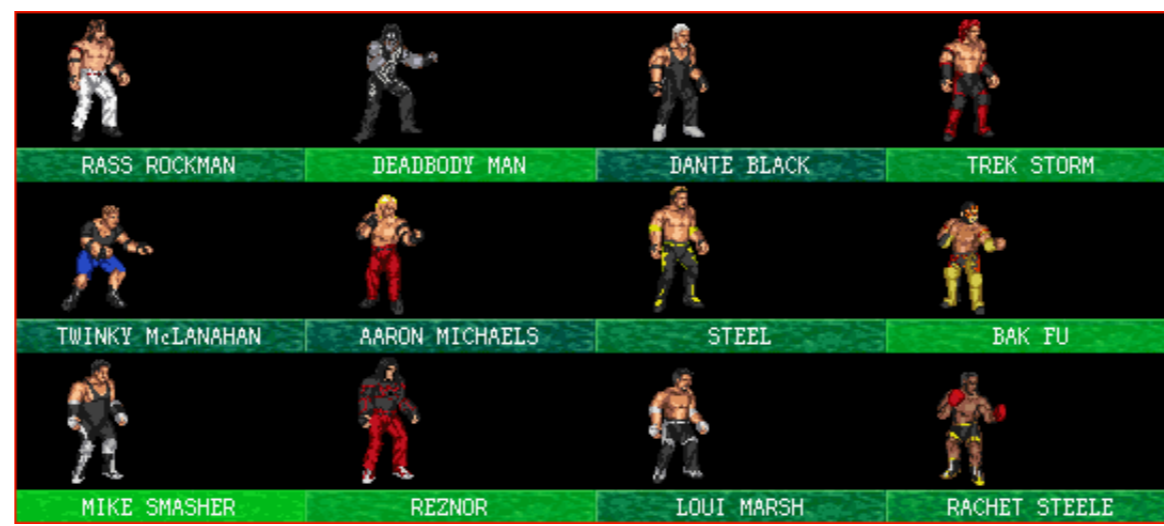 RASS ROCKMAN
DEADBODY MAN
DANTE BLACK
TREK STORM
TWINKY McLANAHAN
AARON MICHAELS
STEEL
BAK FU
MIKE SMASHER
REZNOR
LOUI MARSH
RACHET STEELE